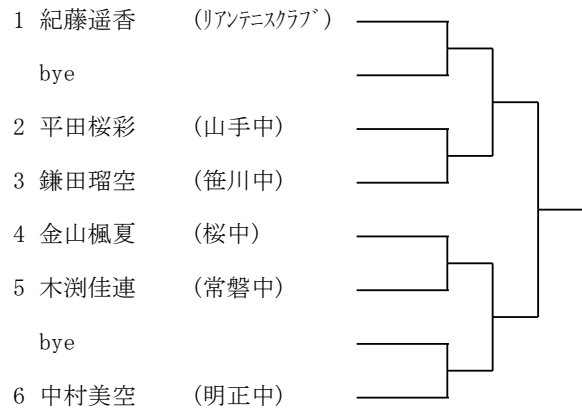 1 紀藤遥香 (ﾘｱﾝﾃﾆｽｸﾗﾌﾞ)
bye
2 平田桜彩 (山手中)
3 鎌田瑠空 (笹川中)
4 金山楓夏 (桜中)
5 木渕佳連 (常磐中)
bye
6 中村美空 (明正中)